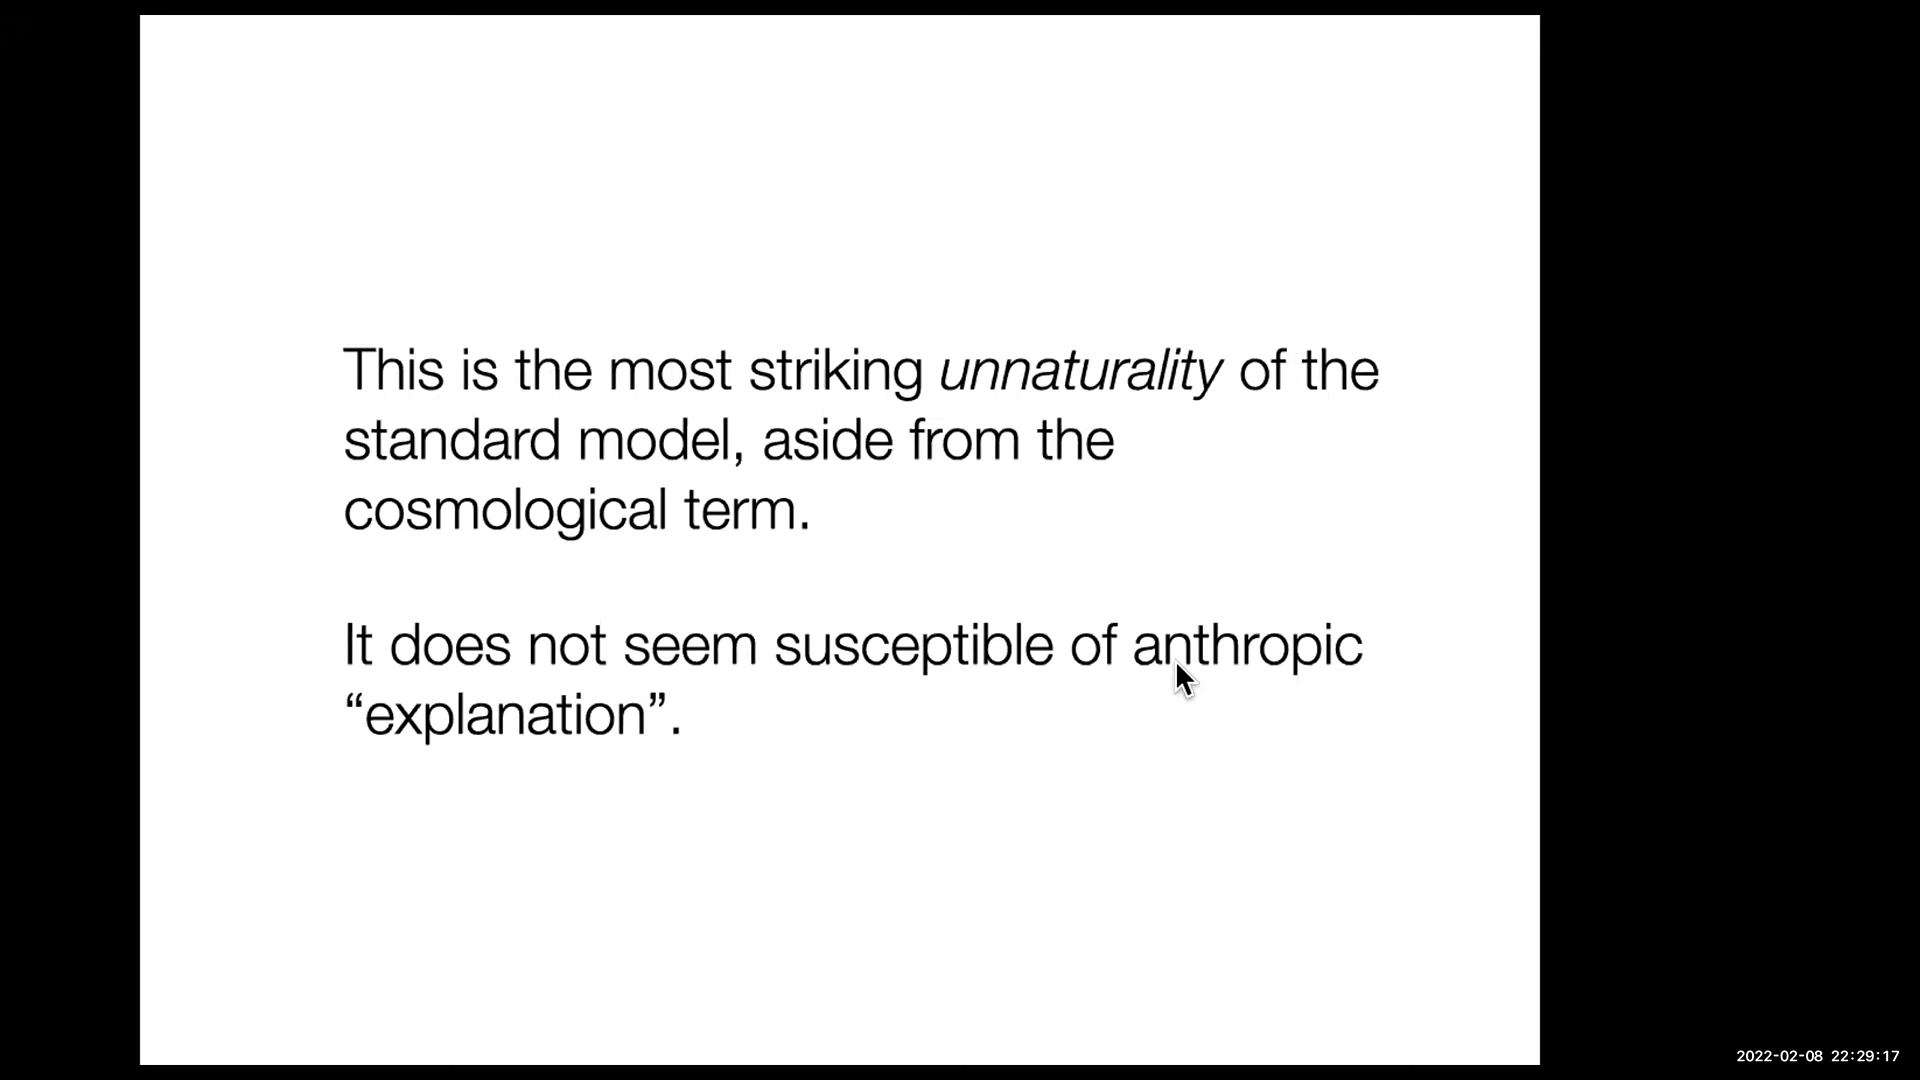 This is the most striking unnaturality of the
standard model, aside from the
cosmological term.
It does not seem susceptible of anthropic
“explanation”.
2022-02-08 22:29:17